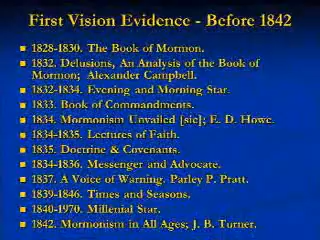 First Vision Evidence - Before 1842
1828-1830. The Book of Mormon.
1832. Delusions, An Analysis of the Book of
Mormon; Alexander Campbell.
1832-1834. Evening and Morning Star.
1833. Book of Commandments.
1834. Mormonism Unvailed [sic]; E. D. Howe.
1834-1835. Lectures of Faith.
1835. Doctrine & Covenants.
1834-1836. Messenger and Advocate.
1837. A Voice of Warning. Parley P. Pratt.
1839-1846. Times and Seasons.
1840-1970. Millenial Star.
1842. Mormonism in All Ages; J. B. Turner.